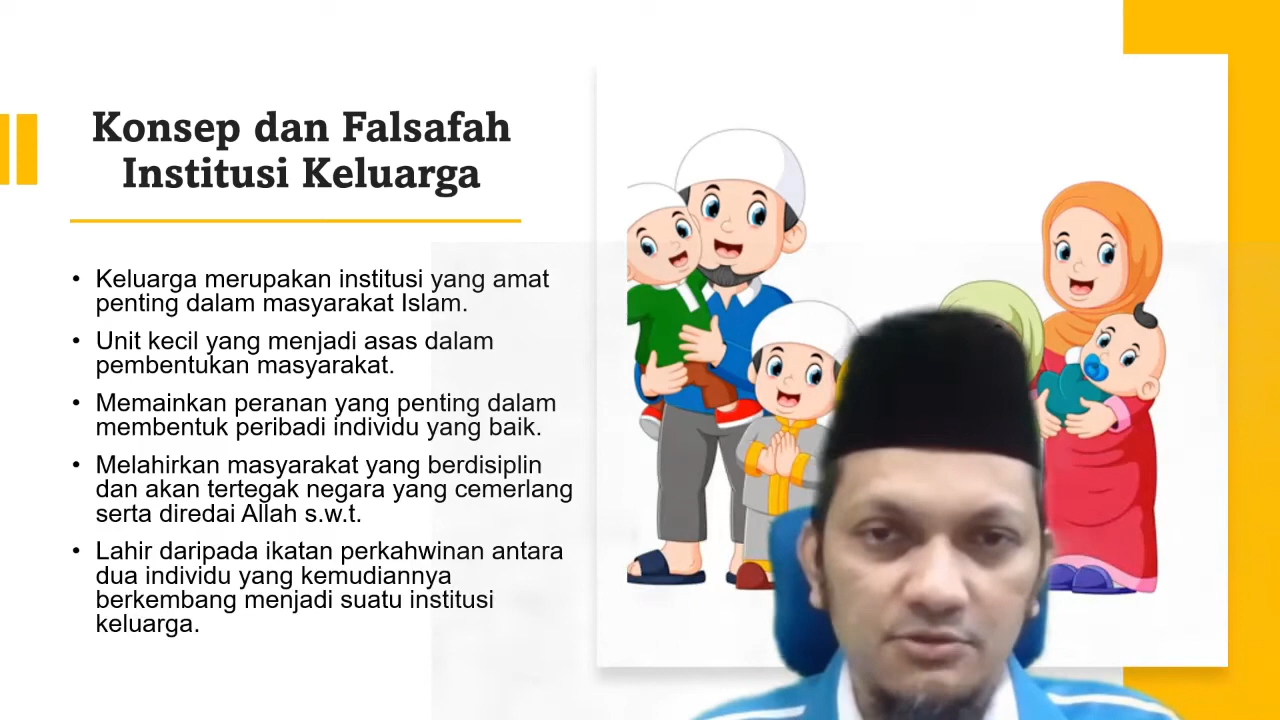 Konsep dan Falsafah
Institusi Keluarga
• Keluarga merupakan institusi yang amat
penting dalam masyarakat Islam.
• Unit kecil yang menjadi asas dalam
pembentukan masyarakat.
• Memainkan peranan yang penting dalam
membentuk peribadi individu yang baik.
• Melahirkan masyarakat yang berdisiplin
dan akan tertegak negara yang cemerlang
serta diredai Allah s.w.t.
• Lahir daripada ikatan perkahwinan antara
dua individu yang kemudiannya
berkembang menjadi suatu institusi
keluarga.